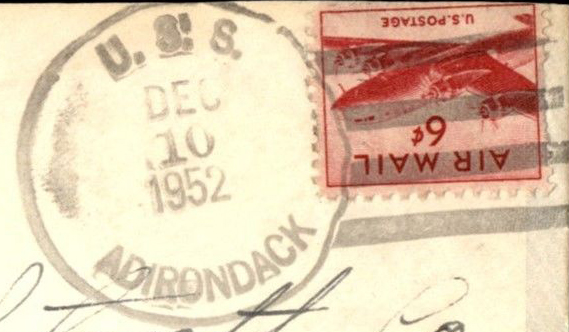 U. S. S.
DEC
10
1952
ADIRONDACK
U.S. POSTAGE
6¢
AIR MAIL